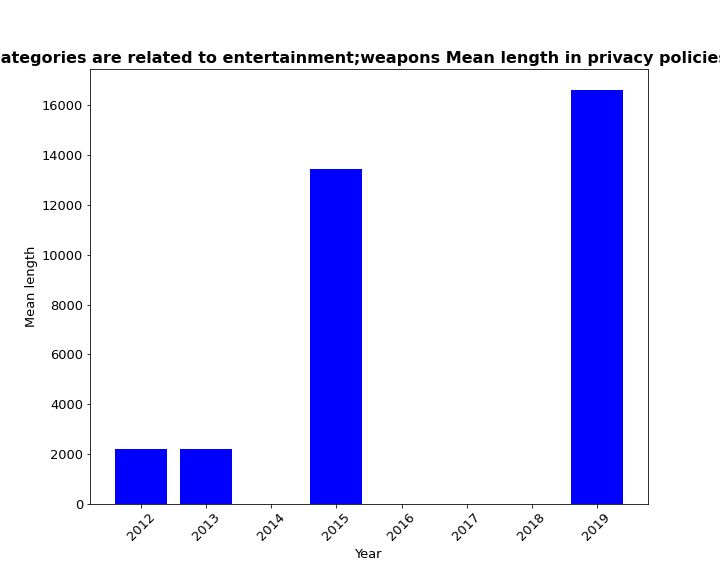 ategories are related to entertainment;weapons Mean length in privacy policies
16000
14000
12000
10000
8000
6000
4000
2000
0
Mean length
2012 2013 2014 2015 2016 2017 2018 2019
Year